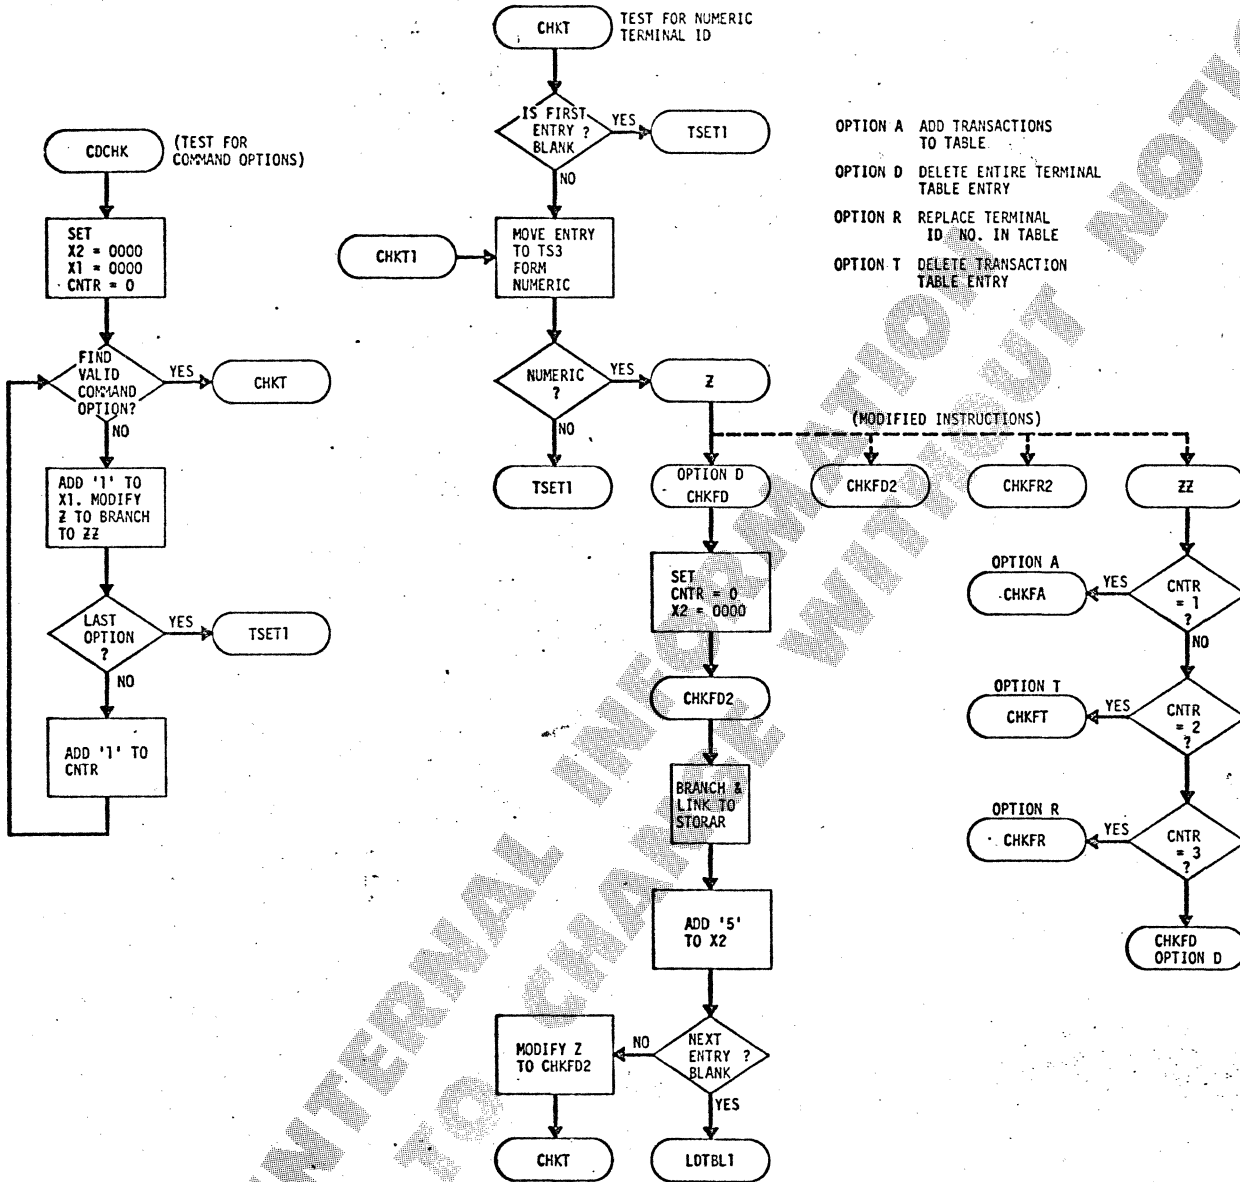 CDCHK
(TEST FOR
COMMAND OPTIONS)
SET
X2 = 0000
X1 = 0000
CNTR = 0
FIND
VALID
COMMAND
OPTION?
YES
CHKT
NO
ADD '1' TO
X1. MODIFY
Z TO BRANCH
TO ZZ
LAST
OPTION
?
YES
TSET1
NO
ADD '1' TO
CNTR
CHKT
TEST FOR NUMERIC
TERMINAL ID
IS FIRST
ENTRY ?
BLANK
YES
TSET1
NO
CHKT1
MOVE ENTRY
TO TS3
FORM
NUMERIC
NUMERIC
?
YES
Z
NO
TSET1
OPTION A ADD TRANSACTIONS
TO TABLE
OPTION D DELETE ENTIRE TERMINAL
TABLE ENTRY
OPTION R REPLACE TERMINAL
ID NO. IN TABLE
OPTION T DELETE TRANSACTION
TABLE ENTRY
(MODIFIED INSTRUCTIONS)
OPTION D
CHKFD
CHKFD2
CHKFR2
ZZ
SET
CNTR = 0
X2 = 0000
CHKFD2
BRANCH &
LINK TO
STORAR
ADD '5'
TO X2
NEXT
ENTRY ?
BLANK
NO
MODIFY Z
TO CHKFD2
CHKT
YES
LDTBL1
CNTR
= 1
?
YES
OPTION A
CHKFA
NO
CNTR
= 2
?
YES
OPTION T
CHKFT
CNTR
= 3
?
YES
OPTION R
CHKFR
CHKFD
OPTION D
INTERNAL INFORMATION
TO CHANGE WITHOUT NOTI